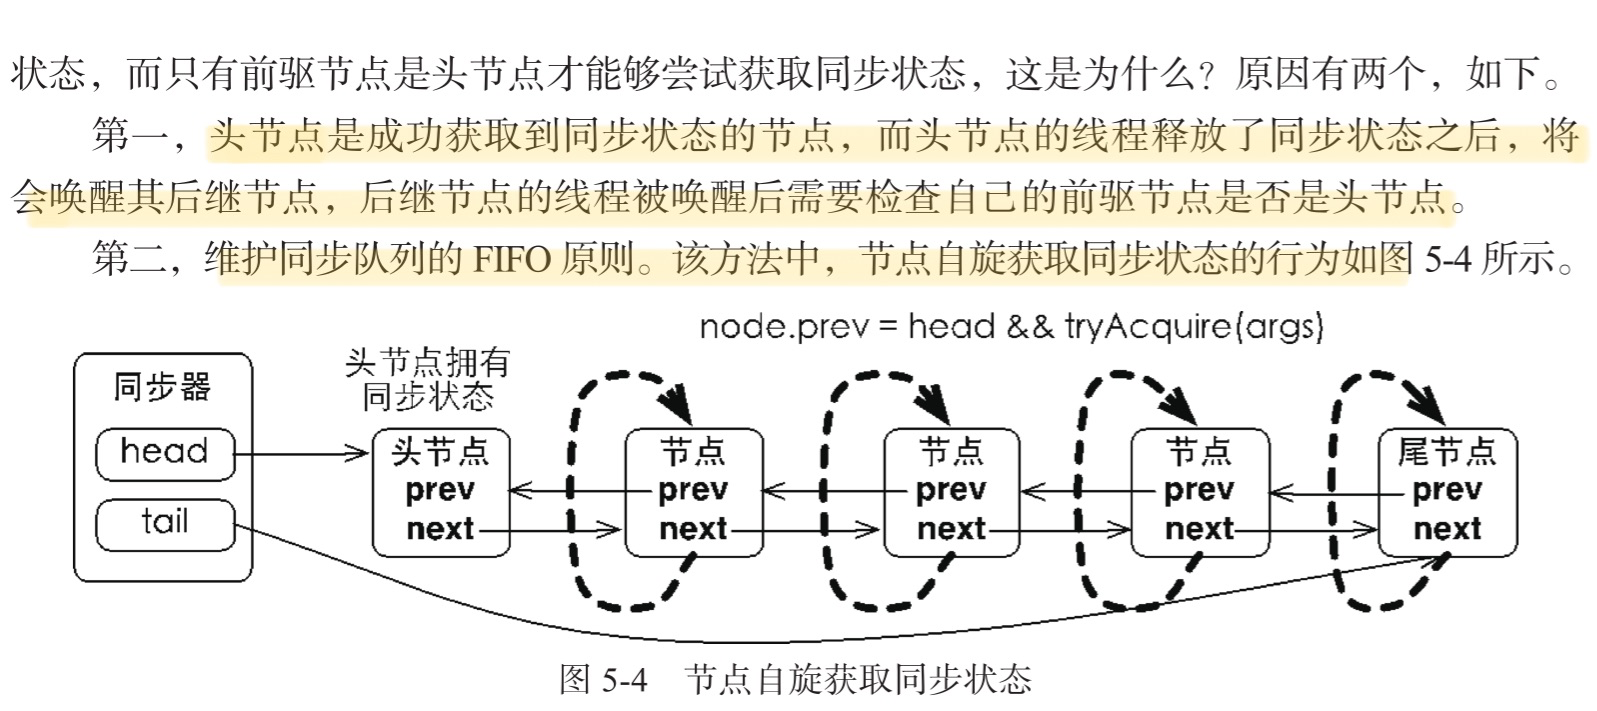 状态，而只有前驱节点是头节点才能够尝试获取同步状态，这是为什么？原因有两个，如下。
第一，头节点是成功获取到同步状态的节点，而头节点的线程释放了同步状态之后，将
会唤醒其后继节点，后继节点的线程被唤醒后需要检查自己的前驱节点是否是头节点。
第二，维护同步队列的 FIFO 原则。该方法中，节点自旋获取同步状态的行为如图 5-4 所示。
node.prev = head && tryAcquire(args)
同步器
head
tail
头节点拥有
同步状态
头节点
prev
next
节点
prev
next
节点
prev
next
节点
prev
next
尾节点
prev
next
图 5-4 节点自旋获取同步状态